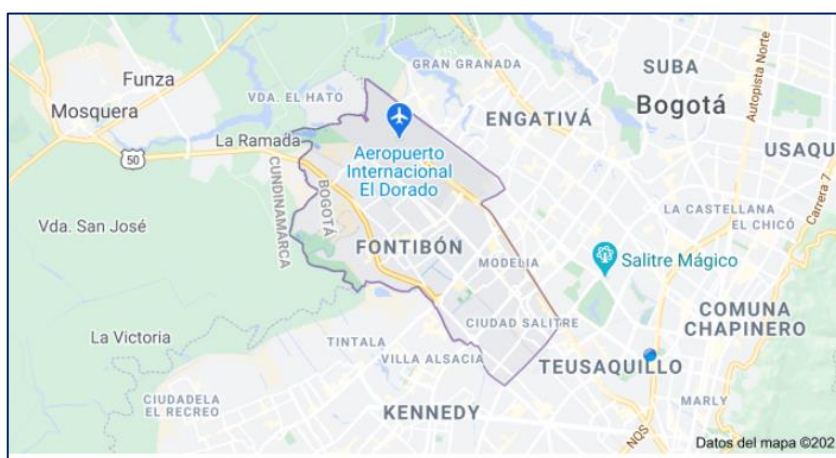 GRAN GRANADA
SUBA
Autopista Norte
Funza
VDA. EL HATO
Bogotá
Mosquera
ENGATIVÁ
La Ramada
USAQU
50
Aeropuerto
Internacional
El Dorado
CUNDINAMARCA
BOGOTÁ
Carrera 7
LA CASTELLANA
EL CHICÓ
Vda. San José
FONTIBÓN
MODELIA
Salitre Mágico
COMUNA
CHAPINERO
La Victoria
TINTALA
CIUDAD SALITRE
VILLA ALSACIA
TEUSAQUILLO
CIUDADELA
EL RECREO
KENNEDY
MARLY
NQS
Datos del mapa ©202